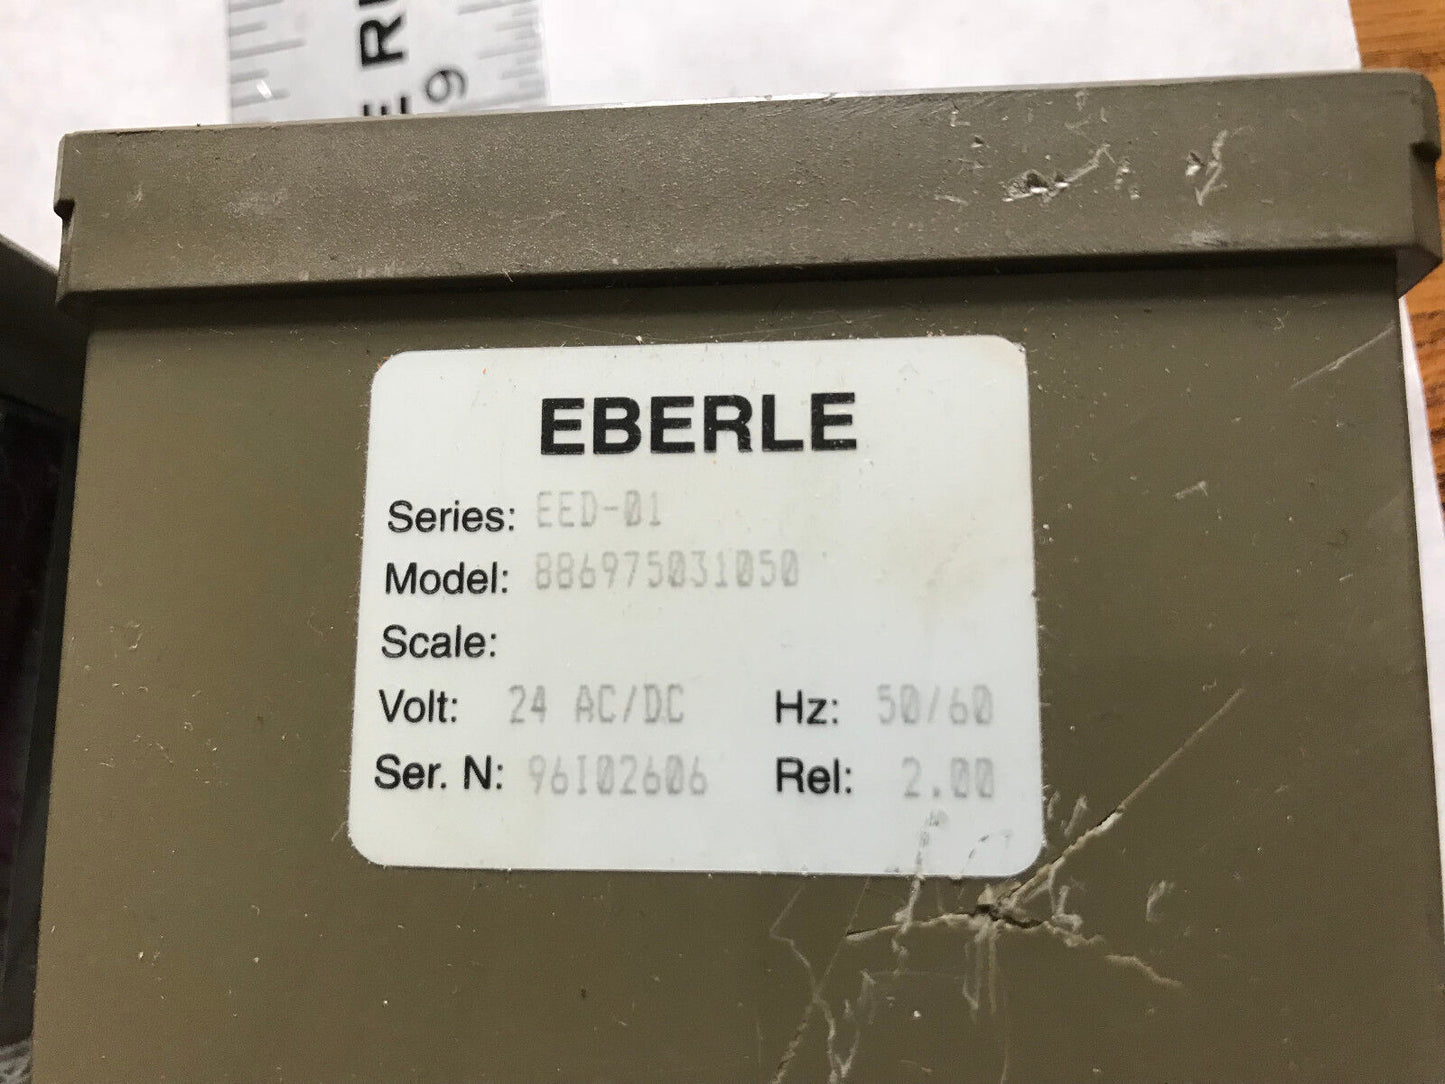 E R
9
EBERLE
Series: EED-01
Model: 886975031050
Scale:
Volt: 24 AC/DC Hz: 50/60
Ser. N: 96I02606 Rel: 2.00